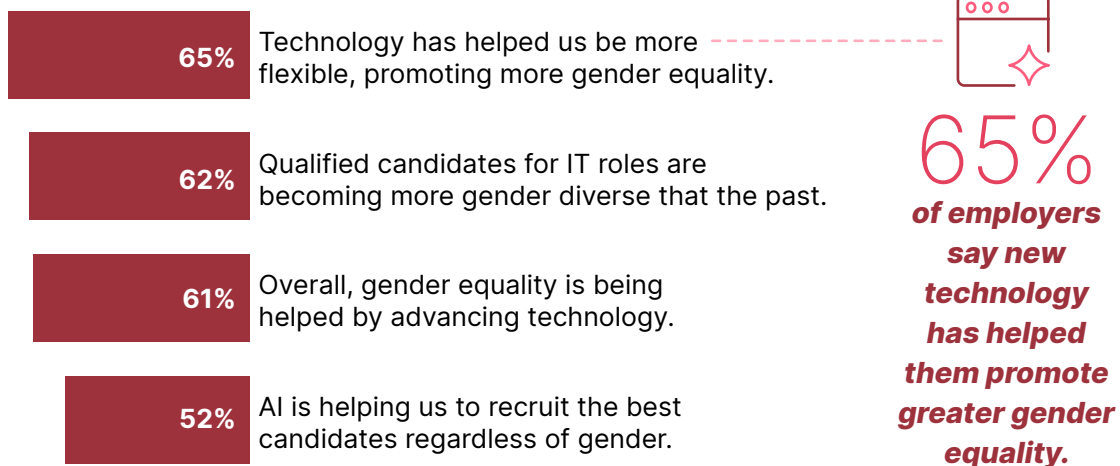 65%
Technology has helped us be more
flexible, promoting more gender equality.
62%
Qualified candidates for IT roles are
becoming more gender diverse that the past.
61%
Overall, gender equality is being
helped by advancing technology.
52%
AI is helping us to recruit the best
candidates regardless of gender.
65%
of employers
say new
technology
has helped
them promote
greater gender
equality.